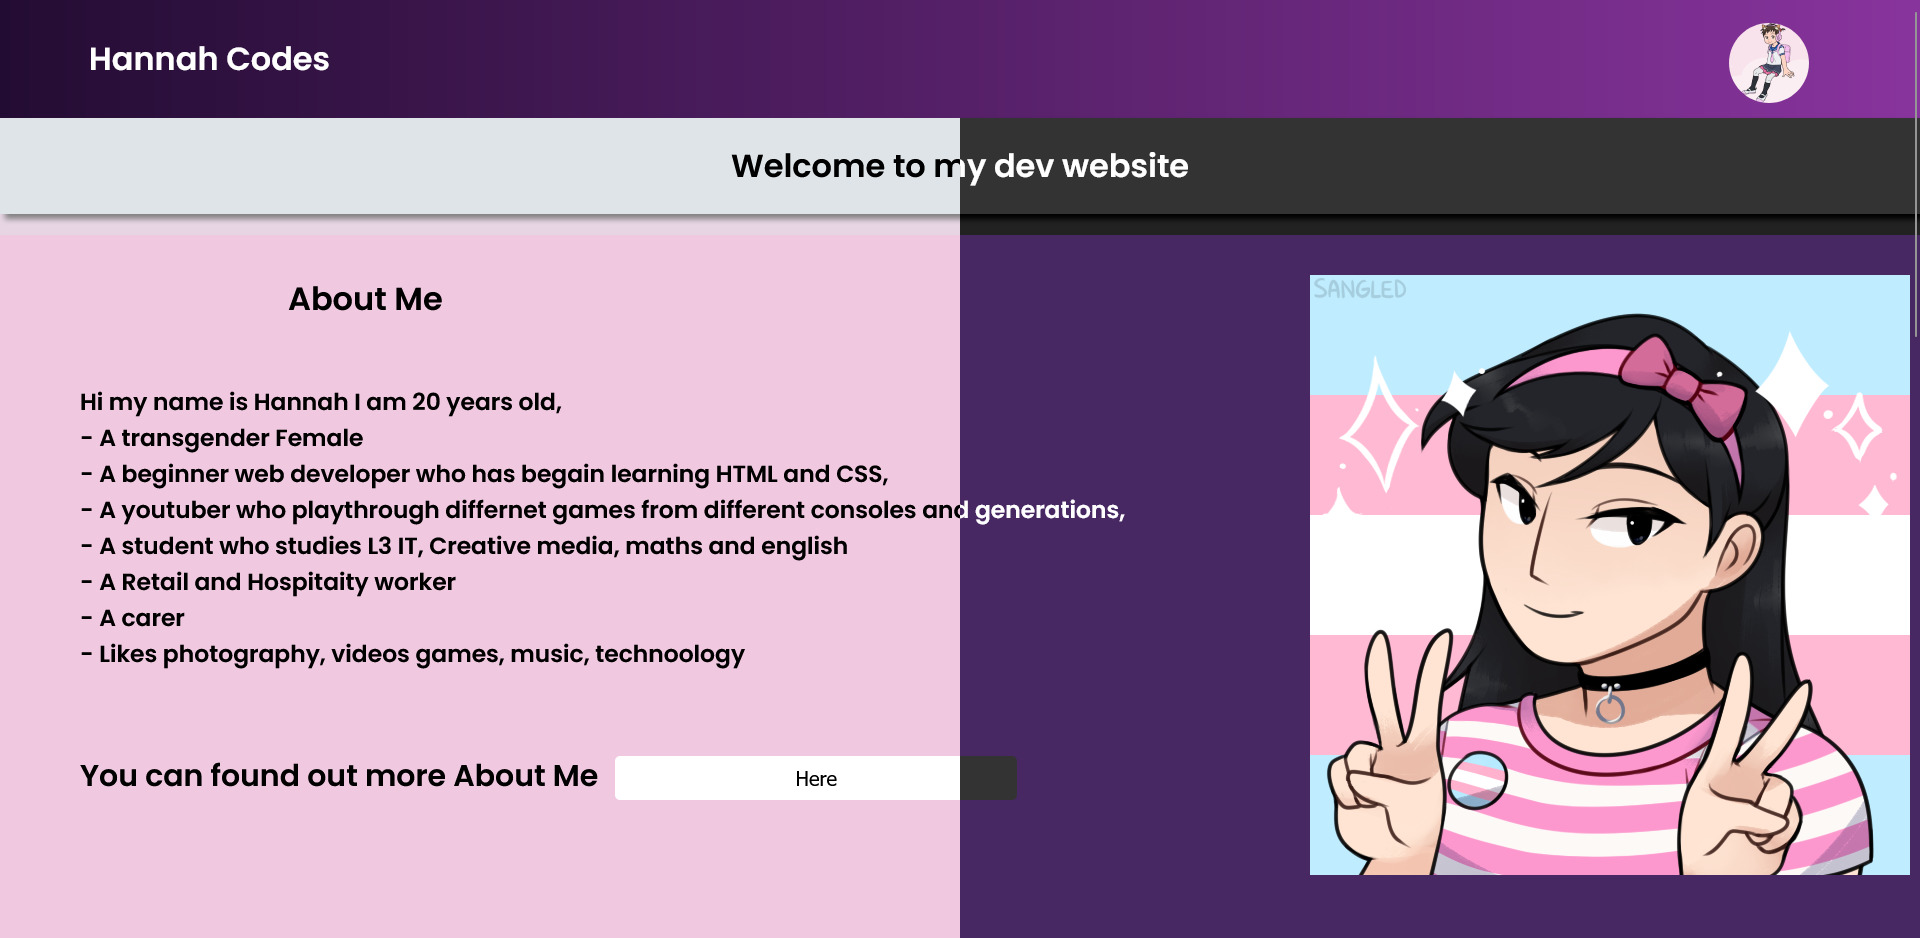 Hannah Codes
Welcome to my dev website
SANGLED
About Me
Hi my name is Hannah I am 20 years old,
- A transgender Female
- A beginner web developer who has begain learning HTML and CSS,
- A youtuber who playthrough differnet games from different consoles and generations,
- A student who studies L3 IT, Creative media, maths and english
- A Retail and Hospitaity worker
- A carer
- Likes photography, videos games, music, technoology
You can found out more About Me Here